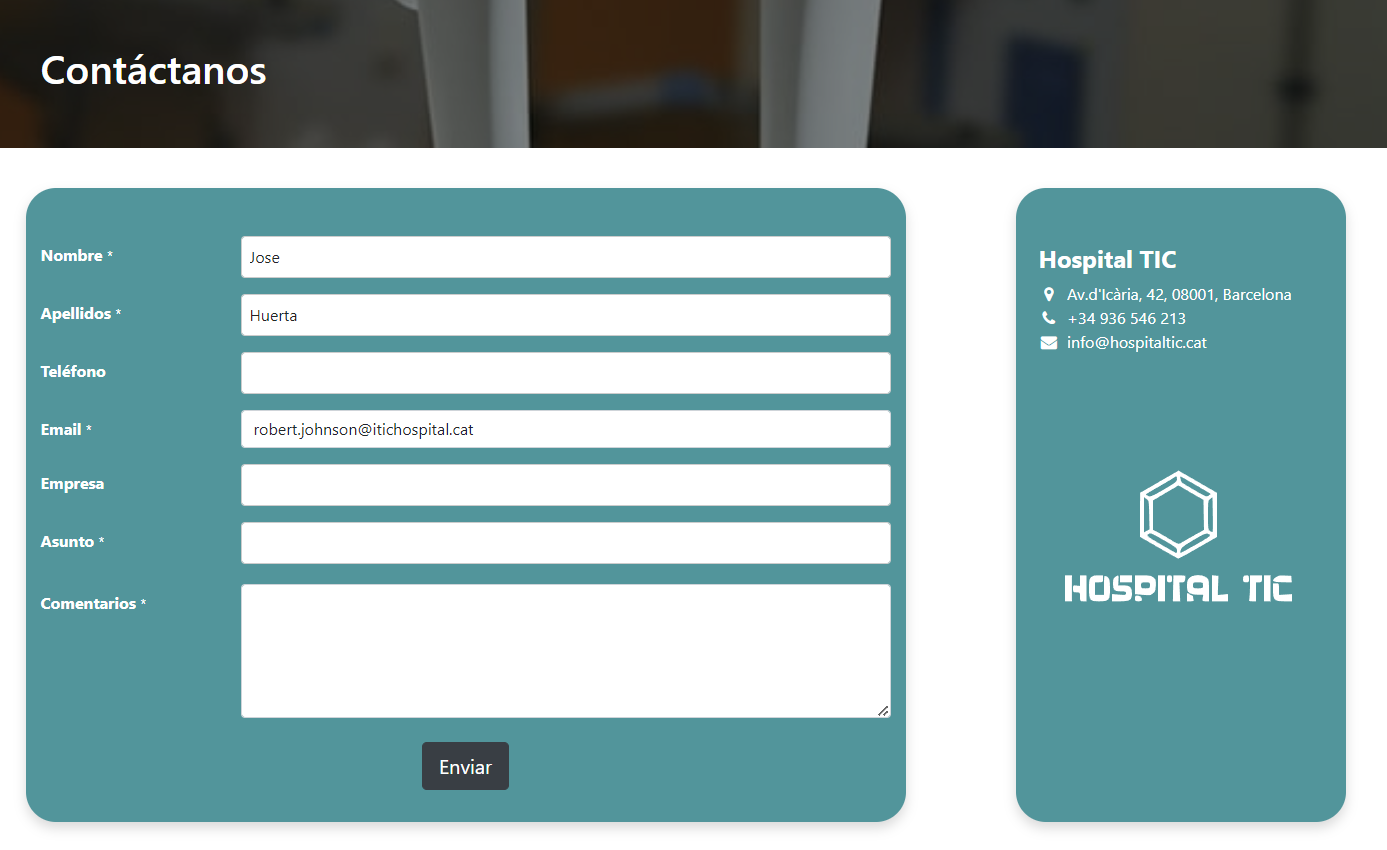 Contáctanos
Nombre *
Jose
Apellidos *
Huerta
Teléfono
Email *
robert.johnson@itichospital.cat
Empresa
Asunto *
Comentarios *
Enviar
Hospital TIC
Av.d'Icària, 42, 08001, Barcelona
+34 936 546 213
info@hospitaltic.cat
HOSPITAL TIC